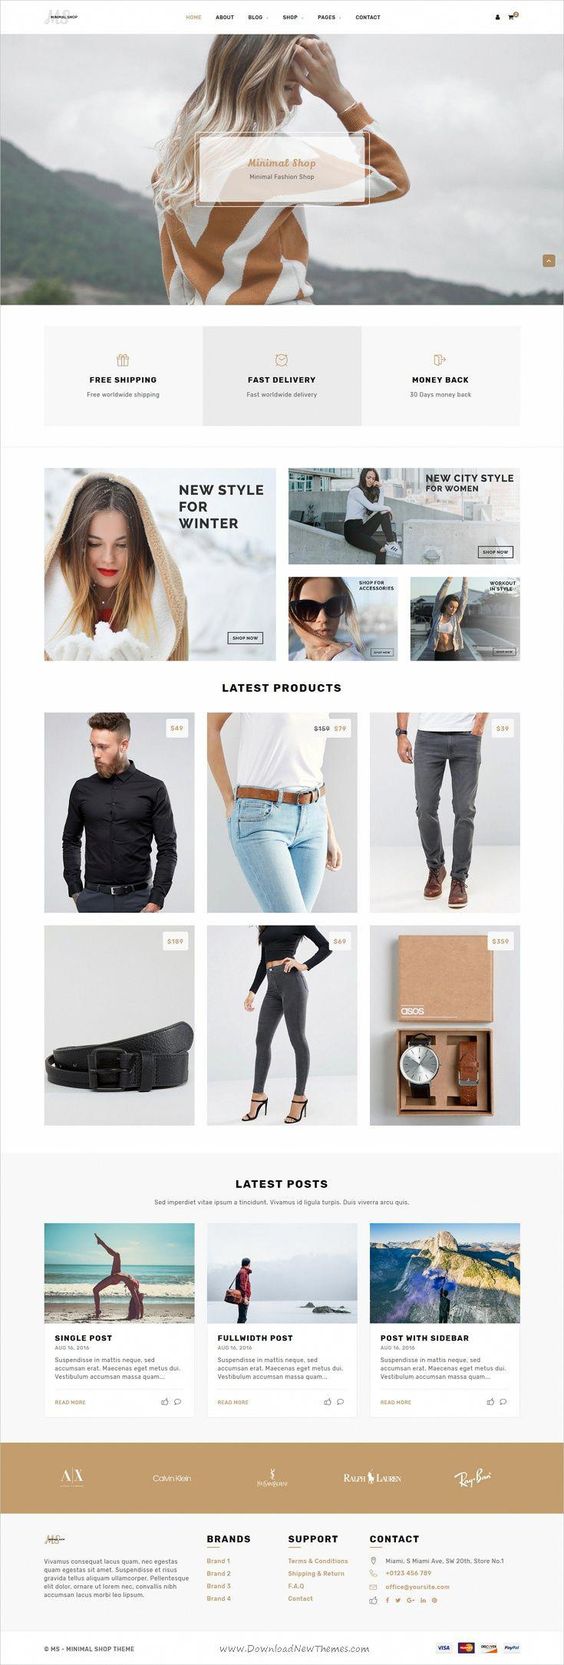 MS
MINIMAL SHOP
HOME ABOUT BLOG SHOP PAGES CONTACT
Minimal Shop
Minimal Fashion Shop
FREE SHIPPING
Free worldwide shipping
FAST DELIVERY
Fast worldwide delivery
MONEY BACK
30 Days money back
NEW STYLE
FOR
WINTER
SHOP NOW
NEW CITY STYLE
FOR WOMEN
SHOP NOW
SHOP FOR
ACCESSORIES
SHOP NOW
WORKOUT
IN STYLE
SHOP NOW
LATEST PRODUCTS
$49
$159 $79
$39
$189
$69
$359
asos
LATEST POSTS
Sed imperdiet vitae ipsum a tincidunt. Vivamus id ligula turpis. Duis viverra arcu quis.
SINGLE POST
AUG 16, 2016
Suspendisse in mattis neque, sed
accumsan erat. Maecenas eget metus dui.
Vestibulum accumsan massa quam...
READ MORE
FULLWIDTH POST
AUG 16, 2016
Suspendisse in mattis neque, sed
accumsan erat. Maecenas eget metus dui.
Vestibulum accumsan massa quam...
READ MORE
POST WITH SIDEBAR
AUG 16, 2016
Suspendisse in mattis neque, sed
accumsan erat. Maecenas eget metus dui.
Vestibulum accumsan massa quam...
READ MORE
A|X
Calvin Klein
YVESSAINTLAURENT
RALPH LAUREN
Ray-Ban
MS
Vivamus consequat lacus quam, nec egestas
quam egestas sit amet. Suspendisse et risus
gravida tellus aliquam ullamcorper. Pellentesque
elit dolor, ornare ut lorem nec, convallis nibh
accumsan lacus morbi leo lipsum.
BRANDS
Brand 1
Brand 2
Brand 3
Brand 4
SUPPORT
Terms & Conditions
Shipping & Return
F.A.Q
Contact
CONTACT
Miami, S Miami Ave, SW 20th, Store No.1
+0123 456 789
office@yoursite.com
© MS - MINIMAL SHOP THEME
www.DownloadNewThemes.com
VISA MasterCard DISCOVER PayPal